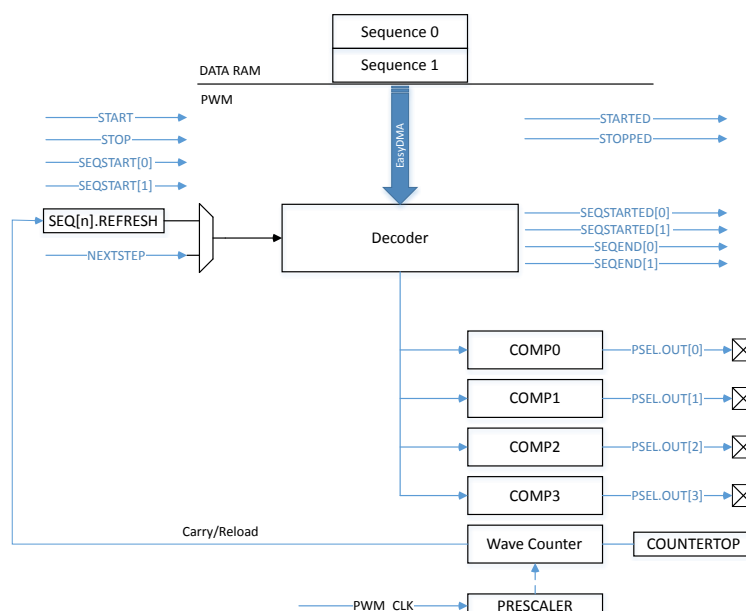 Sequence 0
Sequence 1
DATA RAM
PWM
START
STOP
SEQSTART[0]
SEQSTART[1]
EasyDMA
STARTED
STOPPED
SEQ[n].REFRESH
NEXTSTEP
Decoder
SEQSTARTED[0]
SEQSTARTED[1]
SEQEND[0]
SEQEND[1]
COMP0
PSEL.OUT[0]
COMP1
PSEL.OUT[1]
COMP2
PSEL.OUT[2]
COMP3
PSEL.OUT[3]
Carry/Reload
Wave Counter
COUNTERTOP
PWM_CLK
PRESCALER